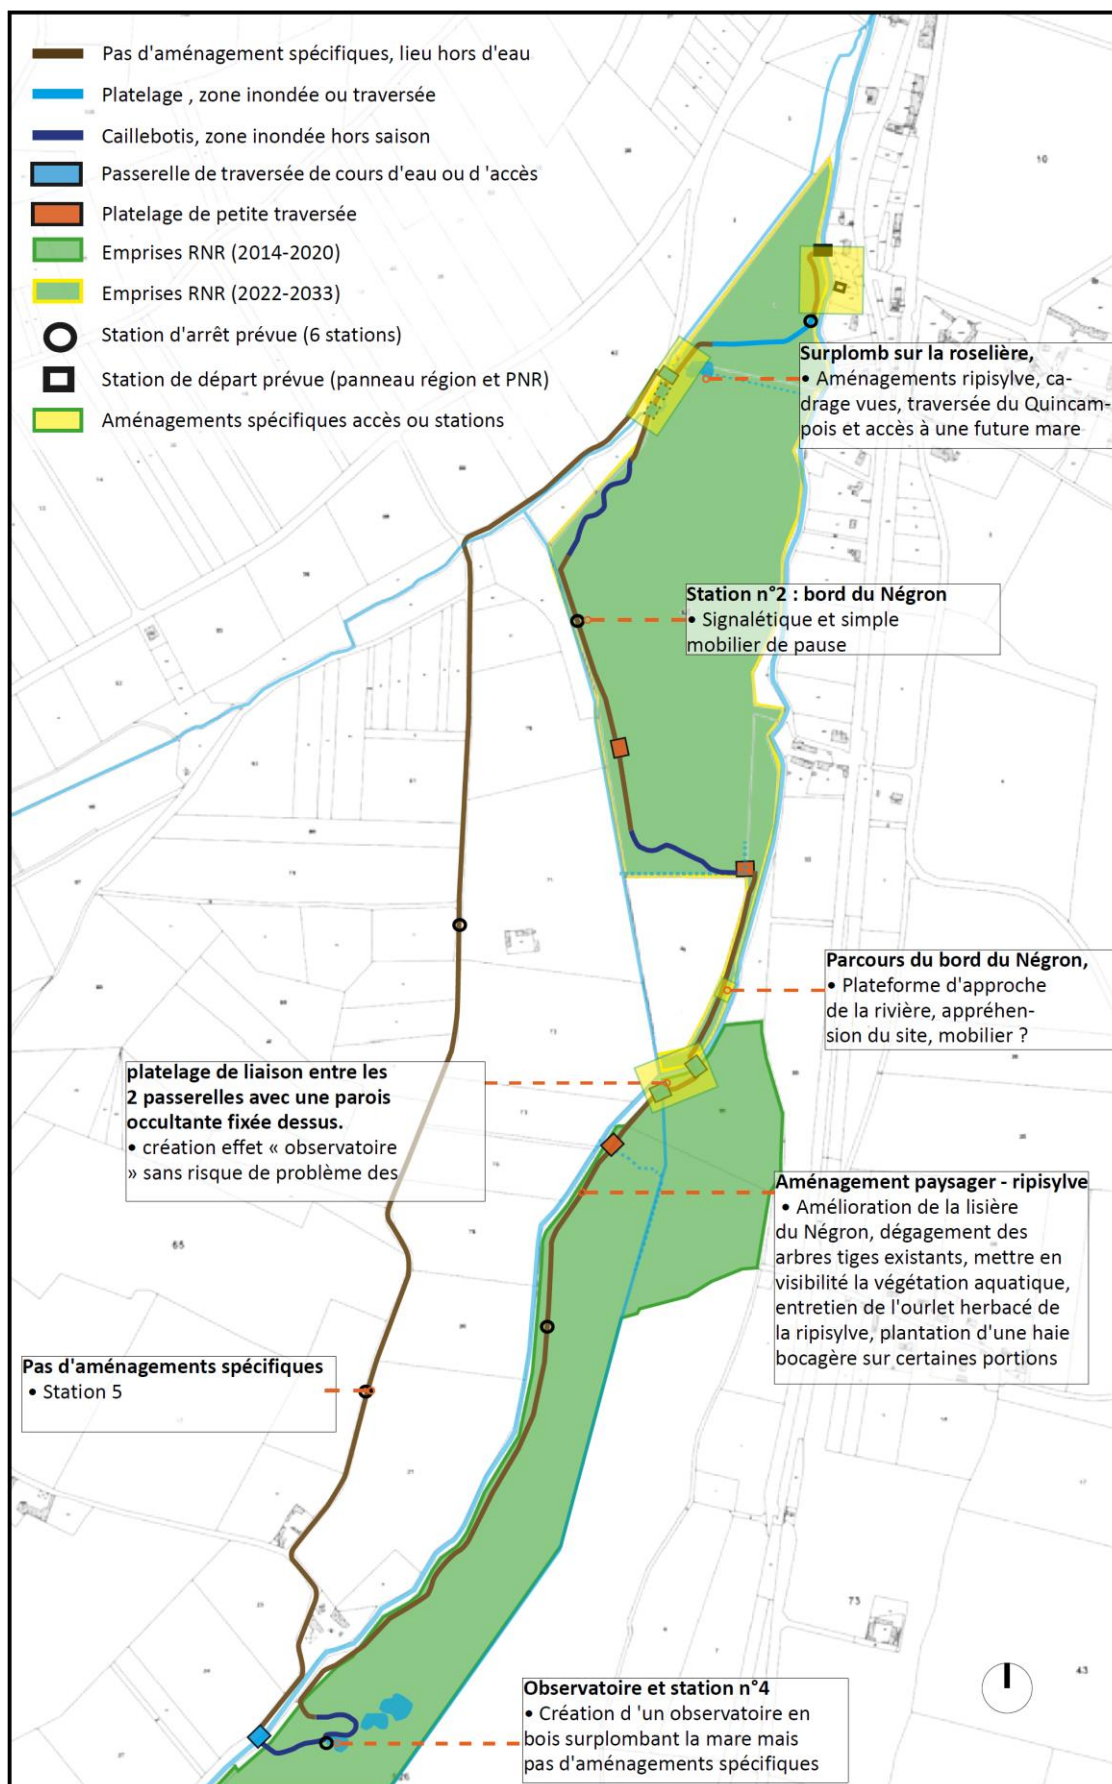 Pas d'aménagement spécifiques, lieu hors d'eau
Platelage , zone inondée ou traversée
Caillebotis, zone inondée hors saison
Passerelle de traversée de cours d'eau ou d 'accès
Platelage de petite traversée
Emprises RNR (2014-2020)
Emprises RNR (2022-2033)
Station d'arrêt prévue (6 stations)
Station de départ prévue (panneau région et PNR)
Aménagements spécifiques accès ou stations
10
Surplomb sur la roselière,
• Aménagements ripisylve, ca-
drage vues, traversée du Quincam-
pois et accès à une future mare
Station n°2 : bord du Négron
• Signalétique et simple
mobilier de pause
Parcours du bord du Négron,
• Plateforme d'approche
de la rivière, appréhen-
sion du site, mobilier ?
platelage de liaison entre les
2 passerelles avec une parois
occultante fixée dessus.
• création effet « observatoire
» sans risque de problème des
Aménagement paysager - ripisylve
• Amélioration de la lisière
du Négron, dégagement des
arbres tiges existants, mettre en
visibilité la végétation aquatique,
entretien de l'ourlet herbacé de
la ripisylve, plantation d'une haie
bocagère sur certaines portions
65
Pas d'aménagements spécifiques
• Station 5
73
43
Observatoire et station n°4
• Création d 'un observatoire en
bois surplombant la mare mais
pas d'aménagements spécifiques